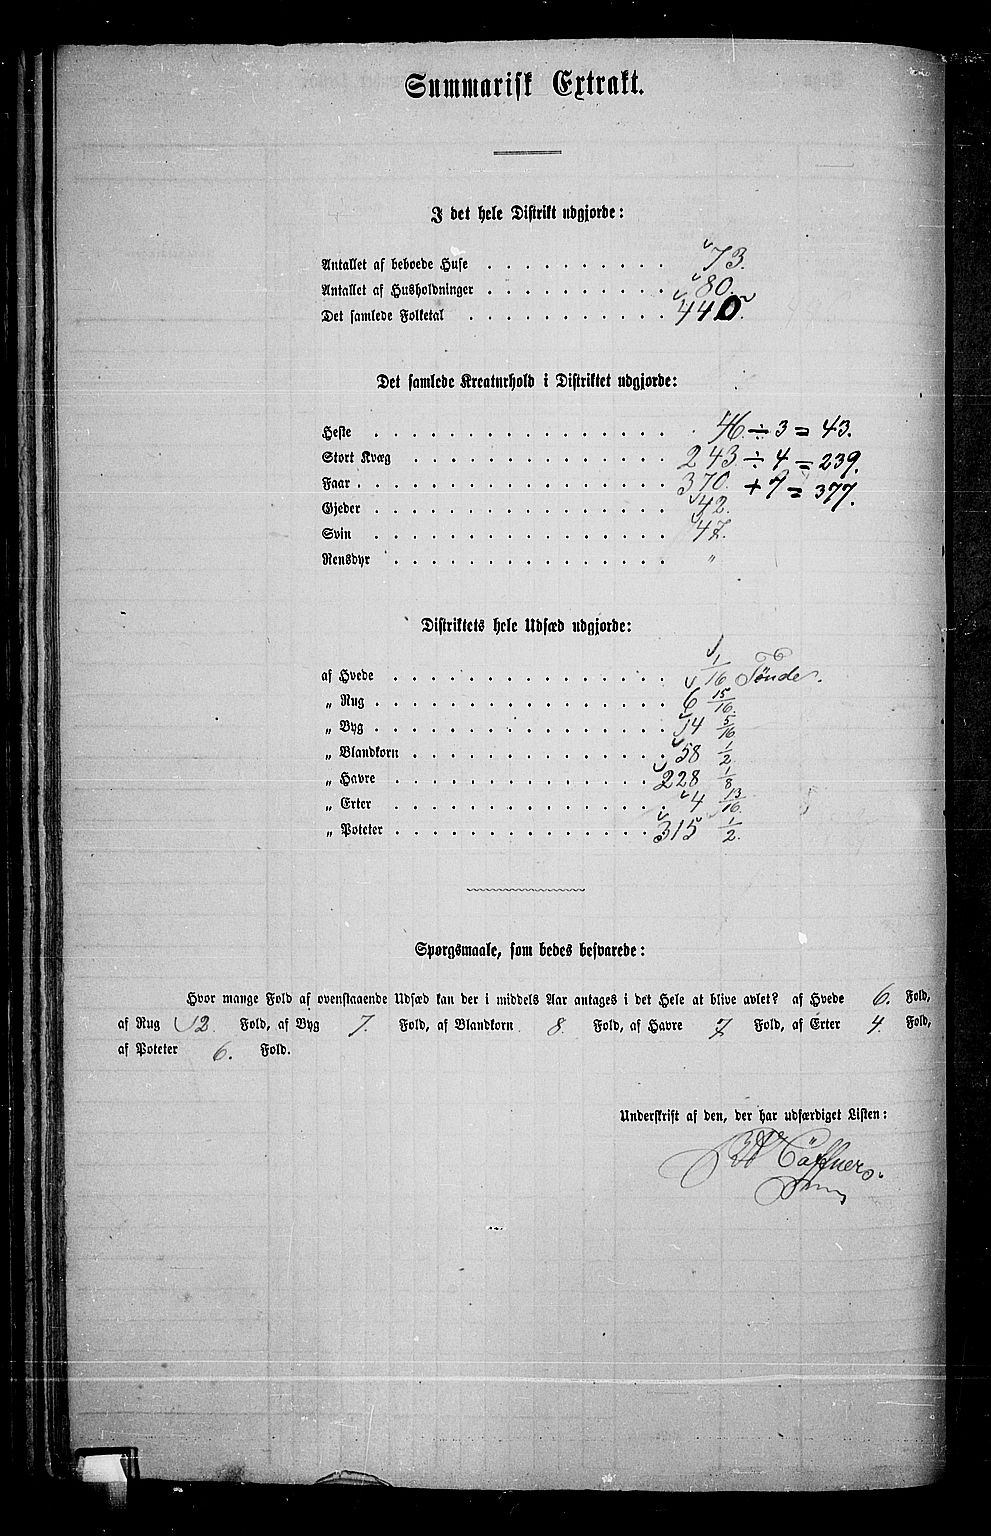 Summarisk Extrakt.
I det hele Distrikt udgjorde:
Antallet af beboede Huse . . . . . . . . . . 73.
Antallet af Husholdninger . . . . . . . . . . 80.
Det samlede Folketal . . . . . . . . . . . 440.
Det samlede Kreaturhold i Distriktet udgjorde:
Heste . . . . . . . . . . . . . . . . . 46 ÷ 3 = 43.
Stort Kvæg . . . . . . . . . . . . . . 243 ÷ 4 = 239.
Faar . . . . . . . . . . . . . . . . . 370. + 7 = 377.
Gjeder . . . . . . . . . . . . . . . . 42.
Svin . . . . . . . . . . . . . . . . 47.
Rensdyr . . . . . . . . . . . . . . . "
Distriktets hele Udsæd udgjorde:
af Hvede . . . . . . . . . . . . . . . 1/16 Tønder.
„ Rug . . . . . . . . . . . . . . . . 6 15/16.
„ Byg . . . . . . . . . . . . . . . . 14 5/16
„ Blandkorn . . . . . . . . . . . . . . 58 1/2
„ Havre . . . . . . . . . . . . . . . 228 1/8
„ Erter . . . . . . . . . . . . . . . 4 13/16.
„ Poteter . . . . . . . . . . . . . . 315 1/2.
Spørgsmaale, som bedes besvarede:
Hvor mange Fold af ovenstaaende Udsæd kan der i middels Aar antages i det Hele at blive avlet? af Hvede 6. Fold,
af Rug 12. Fold, af Byg 7. Fold, af Blandkorn 8. Fold, af Havre 7 Fold, af Erter 4. Fold,
af Poteter 6. Fold.
Underskrift af den, der har udfærdiget Listen: